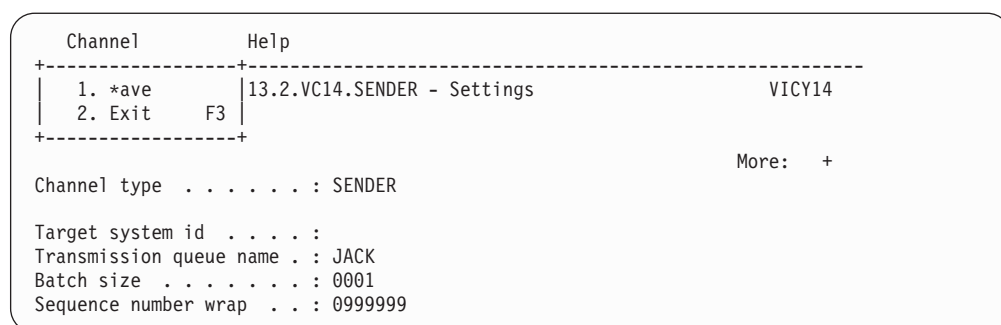 Channel Help
+------------------+----------------------------------------------------------
| 1. *ave |13.2.VC14.SENDER - Settings VICY14
| 2. Exit F3 |
+------------------+
More: +
Channel type . . . . . . : SENDER
Target system id . . . . :
Transmission queue name . : JACK
Batch size . . . . . . . : 0001
Sequence number wrap . . : 0999999